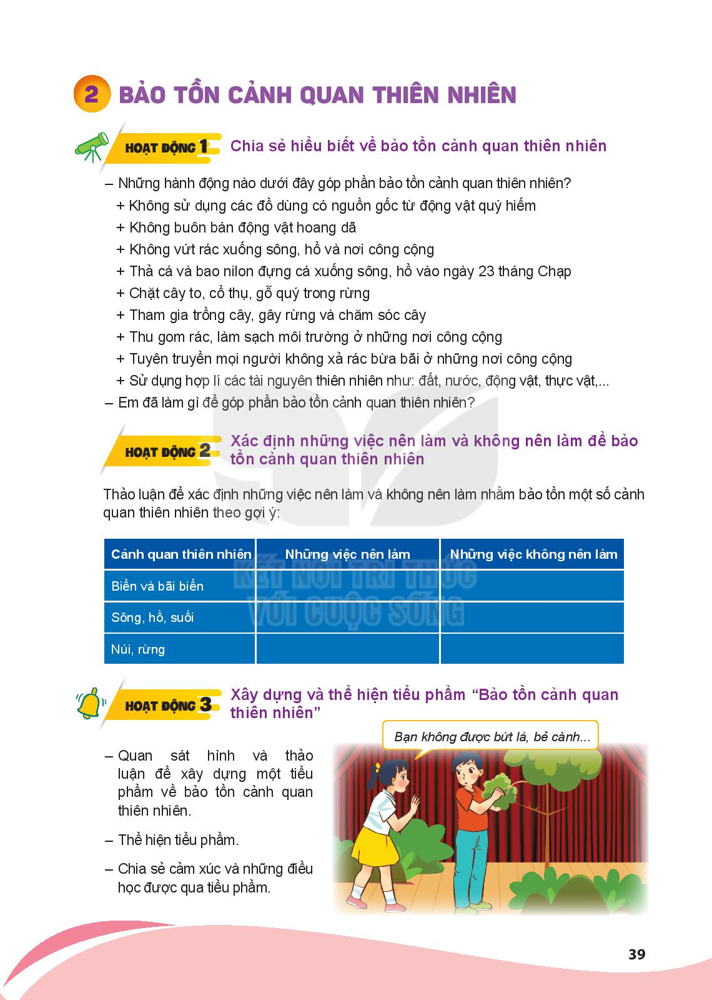 2 BẢO TỒN CẢNH QUAN THIÊN NHIÊN
HOẠT ĐỘNG 1 Chia sẻ hiểu biết về bảo tồn cảnh quan thiên nhiên
– Những hành động nào dưới đây góp phần bảo tồn cảnh quan thiên nhiên?
+ Không sử dụng các đồ dùng có nguồn gốc từ động vật quý hiếm
+ Không buôn bán động vật hoang dã
+ Không vứt rác xuống sông, hồ và nơi công cộng
+ Thả cá và bao nilon đựng cá xuống sông, hồ vào ngày 23 tháng Chạp
+ Chặt cây to, cổ thụ, gỗ quý trong rừng
+ Tham gia trồng cây, gây rừng và chăm sóc cây
+ Thu gom rác, làm sạch môi trường ở những nơi công cộng
+ Tuyên truyền mọi người không xả rác bừa bãi ở những nơi công cộng
+ Sử dụng hợp lí các tài nguyên thiên nhiên như: đất, nước, động vật, thực vật,...
– Em đã làm gì để góp phần bảo tồn cảnh quan thiên nhiên?
HOẠT ĐỘNG 2 Xác định những việc nên làm và không nên làm để bảo
tồn cảnh quan thiên nhiên
Thảo luận để xác định những việc nên làm và không nên làm nhằm bảo tồn một số cảnh
quan thiên nhiên theo gợi ý:
Cảnh quan thiên nhiên Những việc nên làm Những việc không nên làm
KẾT NỐI TRI THỨC
Biển và bãi biển
VỚI CUỘC SỐNG
Sông, hồ, suối
Núi, rừng
HOẠT ĐỘNG 3 Xây dựng và thể hiện tiểu phẩm “Bảo tồn cảnh quan
thiên nhiên”
Bạn không được bứt lá, bẻ cành...
– Quan sát hình và thảo
luận để xây dựng một tiểu
phẩm về bảo tồn cảnh quan
thiên nhiên.
– Thể hiện tiểu phẩm.
– Chia sẻ cảm xúc và những điều
học được qua tiểu phẩm.
39